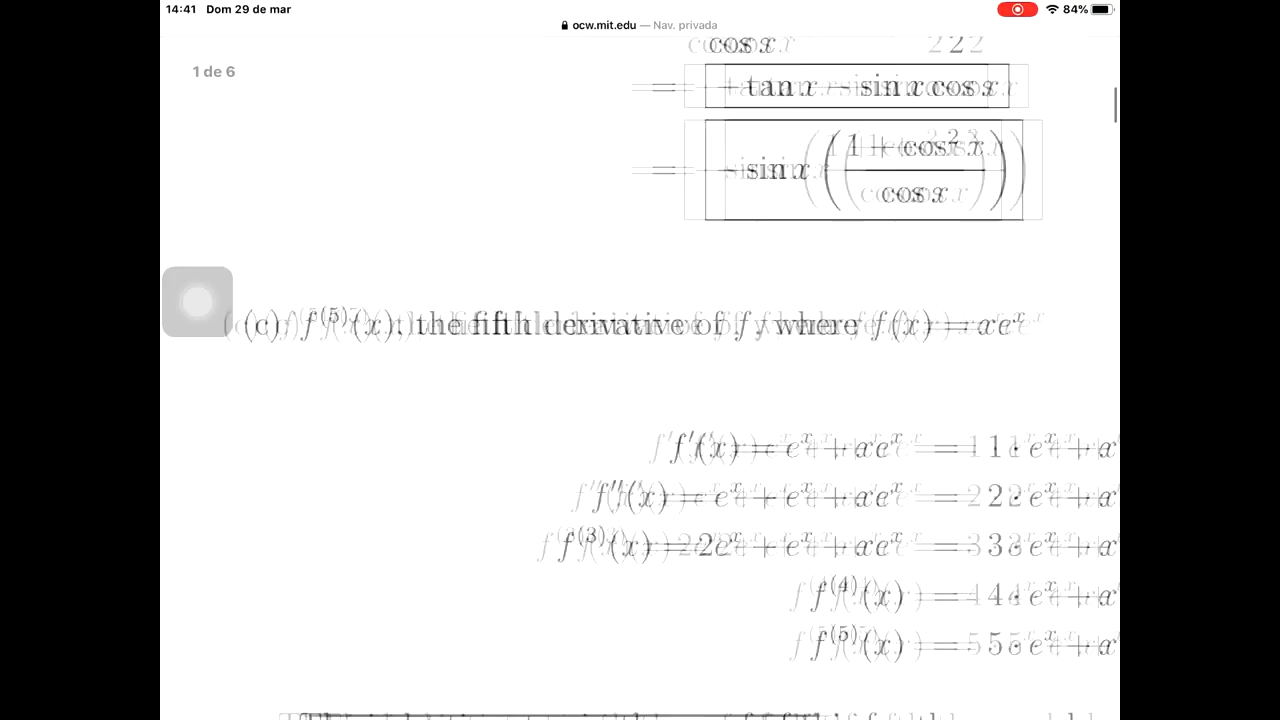 14:41 Dom 29 de mar
84%
ocw.mit.edu — Nav. privada
1 de 6
cos x 2
= − tan x − sin x cos x
= − sin x ( (1 + cos² x) / cos x )
(c) f⁽⁵⁾(x), the fifth derivative of f, where f(x) = xeˣ
f′(x) = eˣ + xeˣ = 1 · eˣ +
f″(x) = eˣ + eˣ + xeˣ = 2 · eˣ +
f⁽³⁾(x) = 2eˣ + eˣ + xeˣ = 3 · eˣ +
f⁽⁴⁾(x) = 4 · eˣ +
f⁽⁵⁾(x) = 5 · eˣ +